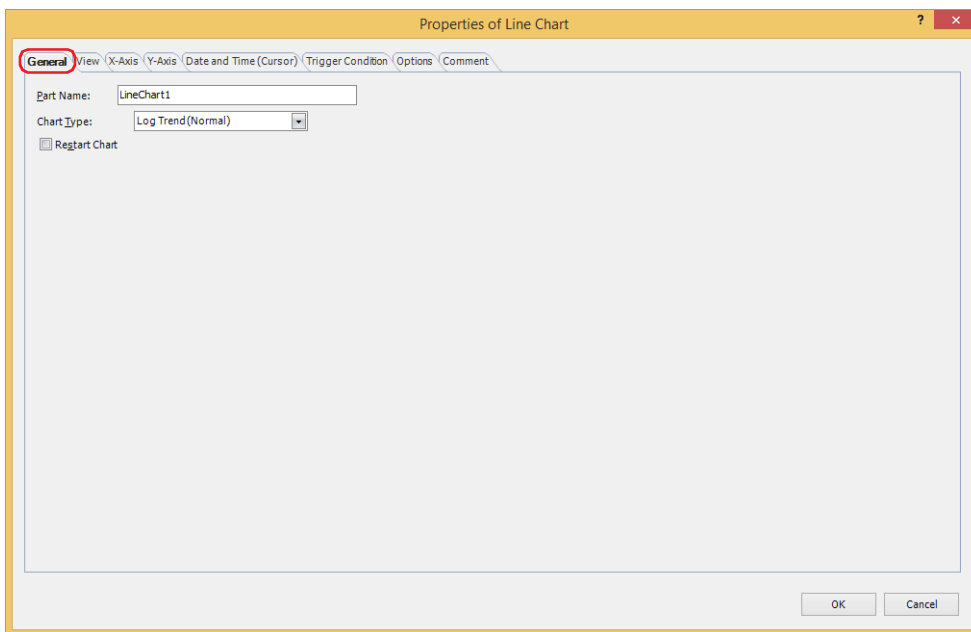 Properties of Line Chart
?
General View X-Axis Y-Axis Date and Time (Cursor) Trigger Condition Options Comment
Part Name: LineChart1
Chart Type: Log Trend (Normal)
Restart Chart
OK Cancel